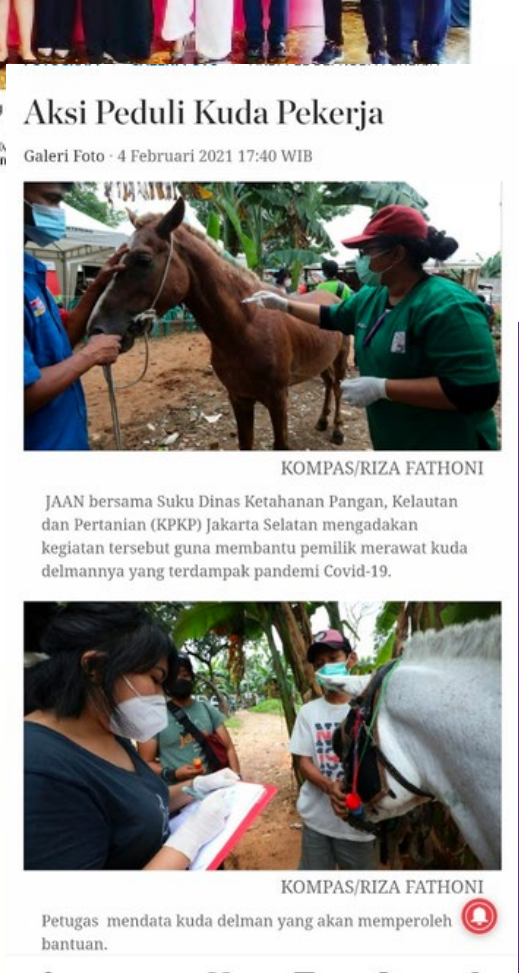 Aksi Peduli Kuda Pekerja
Galeri Foto · 4 Februari 2021 17:40 WIB
KOMPAS/RIZA FATHONI
JAAN bersama Suku Dinas Ketahanan Pangan, Kelautan
dan Pertanian (KPKP) Jakarta Selatan mengadakan
kegiatan tersebut guna membantu pemilik merawat kuda
delmannya yang terdampak pandemi Covid-19.
KOMPAS/RIZA FATHONI
Petugas mendata kuda delman yang akan memperoleh
bantuan.